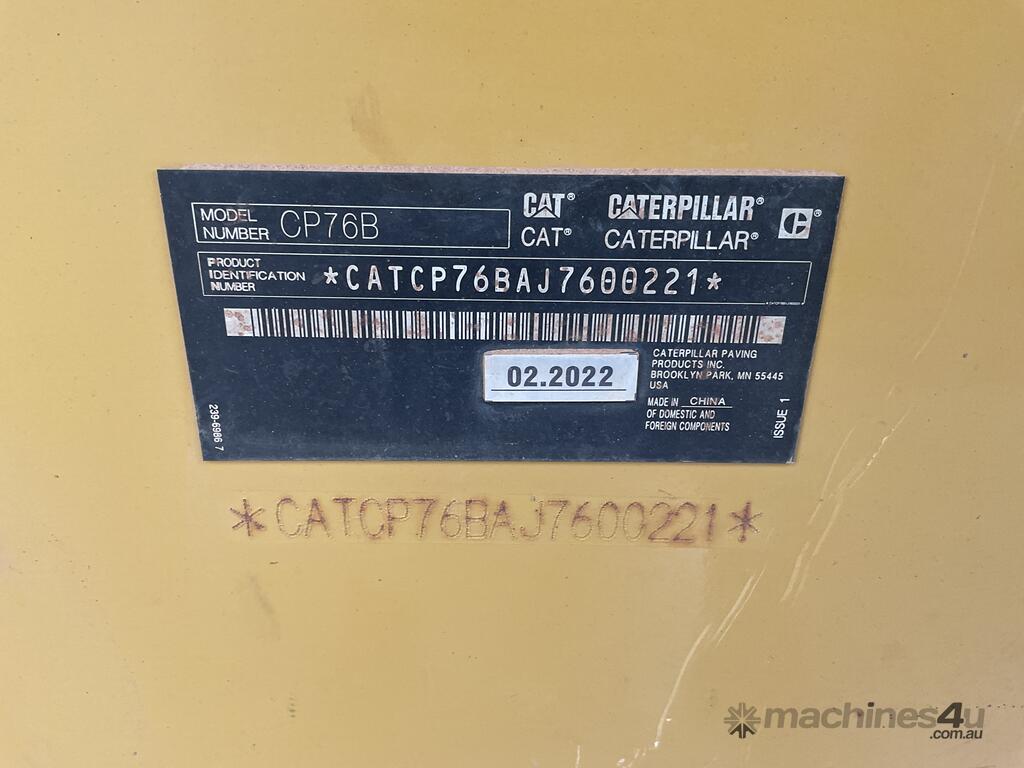 MODEL NUMBER CP76B
CAT® CATERPILLAR® C®
CAT® CATERPILLAR®
PRODUCT IDENTIFICATION NUMBER *CATCP76BAJ7600221*
CATERPILLAR PAVING
PRODUCTS INC.
BROOKLYN PARK, MN 55445
USA
02.2022
MADE IN CHINA
OF DOMESTIC AND
FOREIGN COMPONENTS
239-6986 7
ISSUE 1
*CATCP76BAJ7600221*
machines4u
.com.au